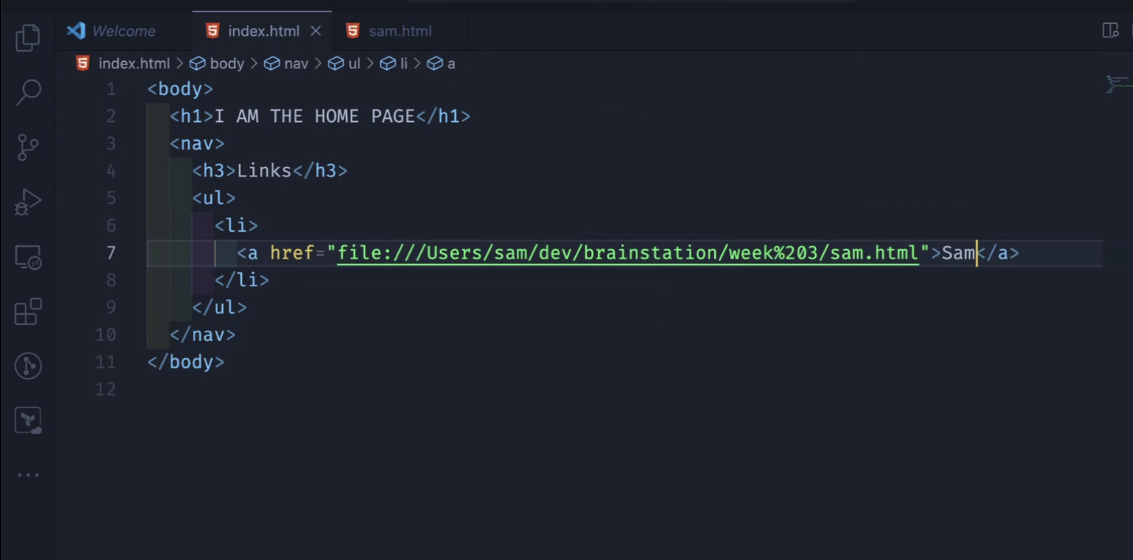 Welcome index.html sam.html
index.html > body > nav > ul > li > a
1 <body>
2 <h1>I AM THE HOME PAGE</h1>
3 <nav>
4 <h3>Links</h3>
5 <ul>
6 <li>
7 <a href="file:///Users/sam/dev/brainstation/week%203/sam.html">Sam</a>
8 </li>
9 </ul>
10 </nav>
11 </body>
12